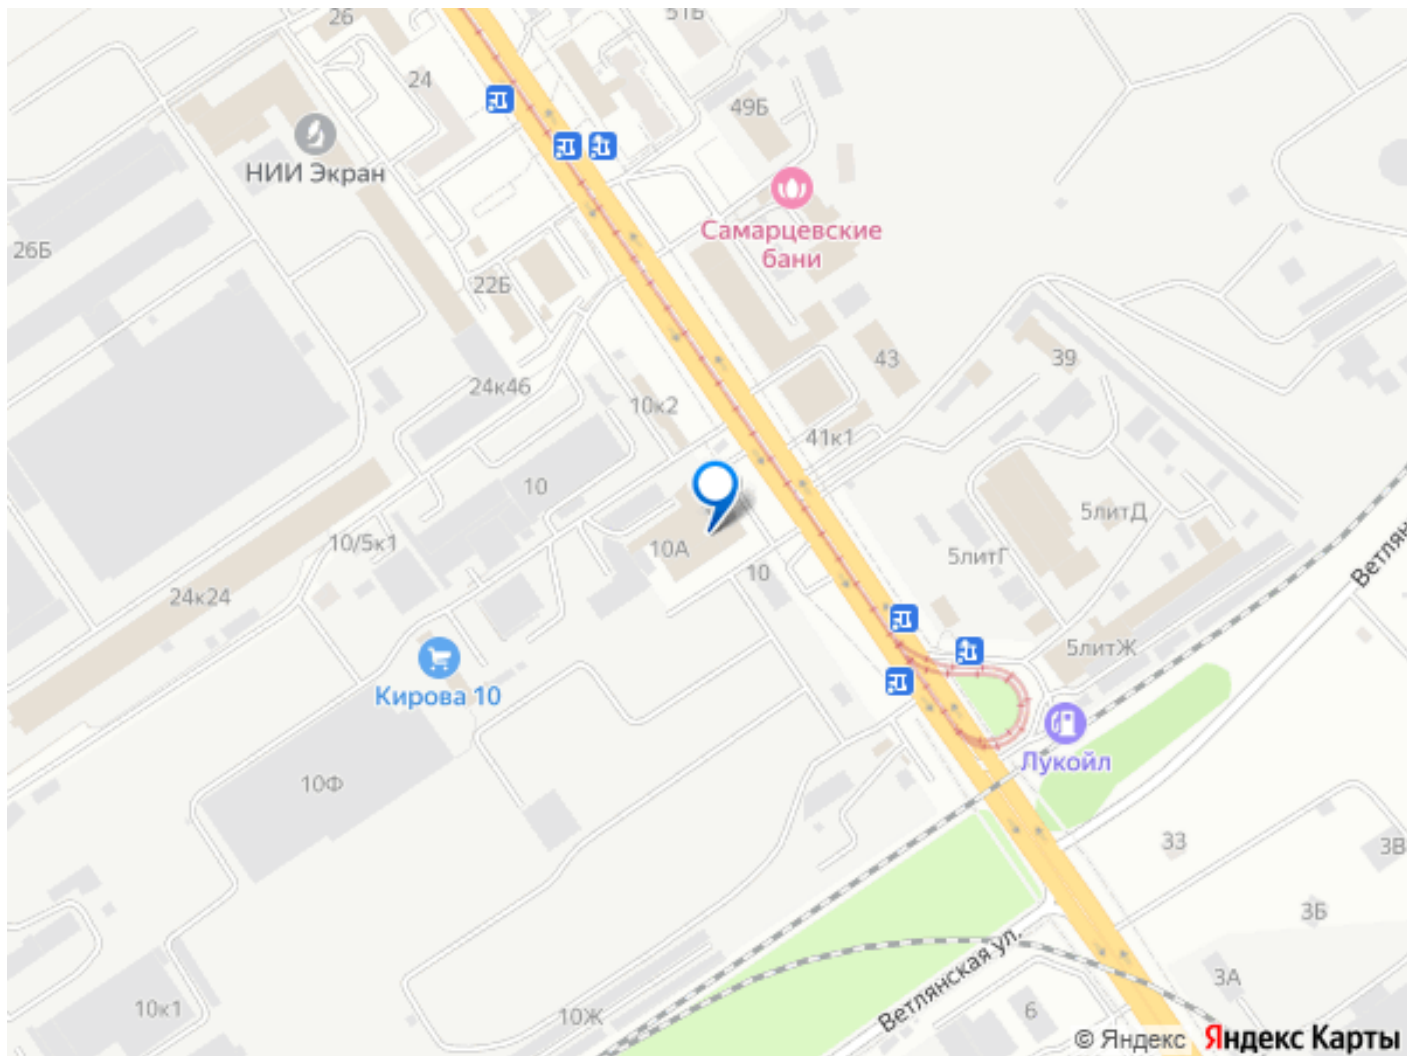 26
51Б
24
49Б
НИИ Экран
Самарцевские
бани
26Б
22Б
43
39
24к46
10к2
41к1
10
5литД
10/5к1
10А
5литГ
10
Ветлян
24к24
5литЖ
Кирова 10
Лукойл
10Ф
33
3В
3Б
Ветлянская ул.
3А
10к1
10Ж
6
© Яндекс Яндекс Карты